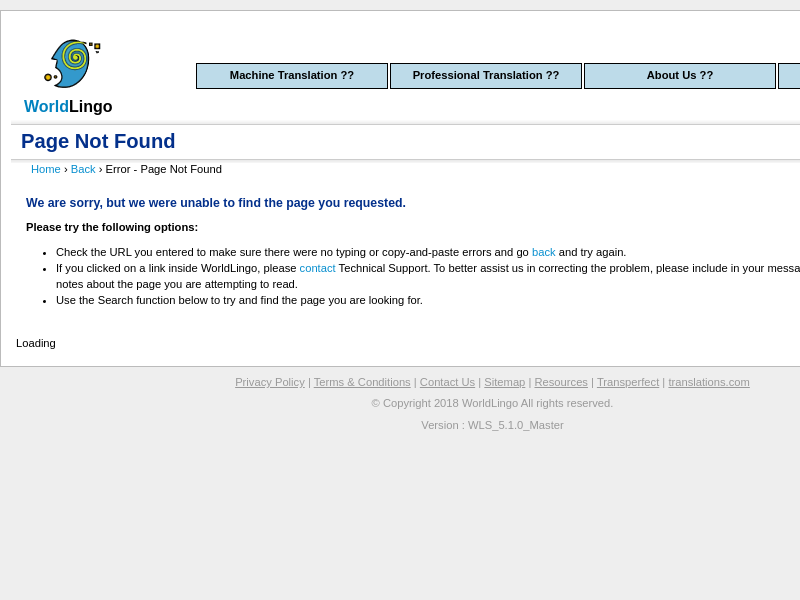 Machine Translation ??
Professional Translation ??
About Us ??
WorldLingo
Page Not Found
Home › Back › Error - Page Not Found
We are sorry, but we were unable to find the page you requested.
Please try the following options:
Check the URL you entered to make sure there were no typing or copy-and-paste errors and go back and try again.
If you clicked on a link inside WorldLingo, please contact Technical Support. To better assist us in correcting the problem, please include in your
notes about the page you are attempting to read.
Use the Search function below to try and find the page you are looking for.
Loading
Privacy Policy | Terms & Conditions | Contact Us | Sitemap | Resources | Transperfect | translations.com
© Copyright 2018 WorldLingo All rights reserved.
Version : WLS_5.1.0_Master